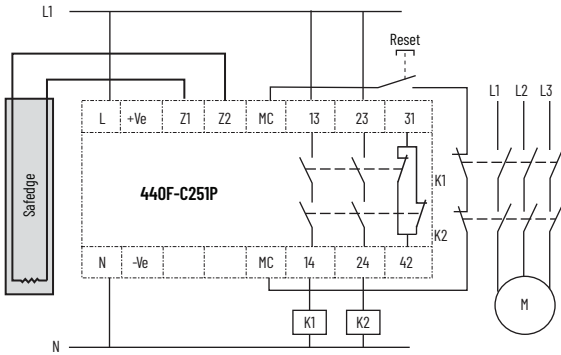 L1
Reset
L1 L2 L3
L +Ve Z1 Z2 MC 13 23 31
Safedge
440F-C251P
K1
K2
N -Ve MC 14 24 42
K1 K2
M
N